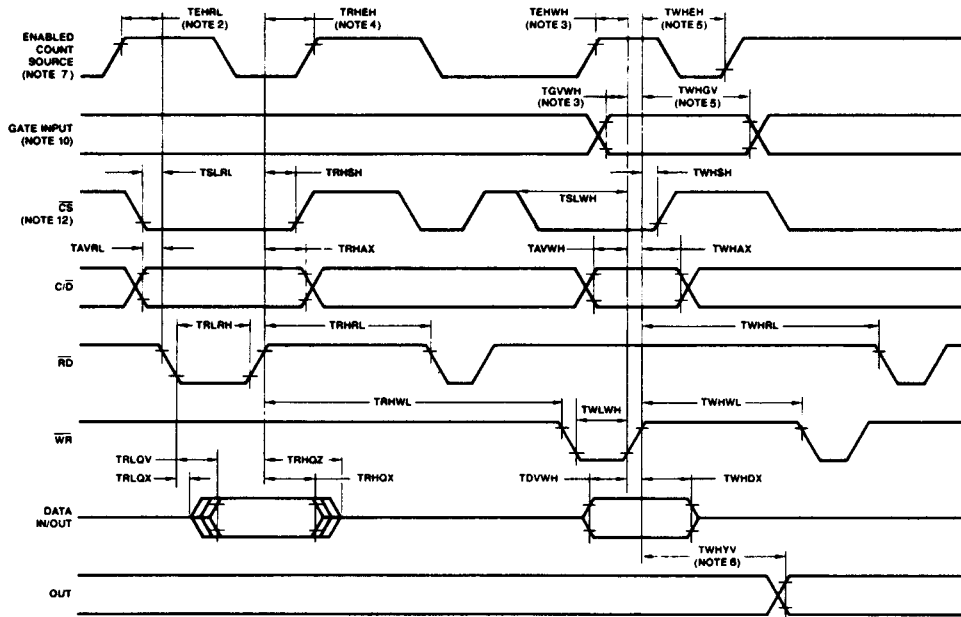 TEHRL
(NOTE 2)
TRHEH
(NOTE 4)
TEHWH
(NOTE 3)
TWHEH
(NOTE 5)
ENABLED
COUNT
SOURCE
(NOTE 7)
TGVWH
(NOTE 3)
TWHGV
(NOTE 5)
GATE INPUT
(NOTE 10)
TSLRL
TRHSH
TSLWH
TWHSH
CS
(NOTE 12)
TAVRL
TRHAX
TAVWH
TWHAX
C/D
TRLRH
TRHRL
TWHRL
RD
TRHWL
TWLWH
TWHWL
WR
TRLQV
TRHQZ
TRLQX
TRHQX
TDVWH
TWHDX
DATA
IN/OUT
TWHYV
(NOTE 6)
OUT